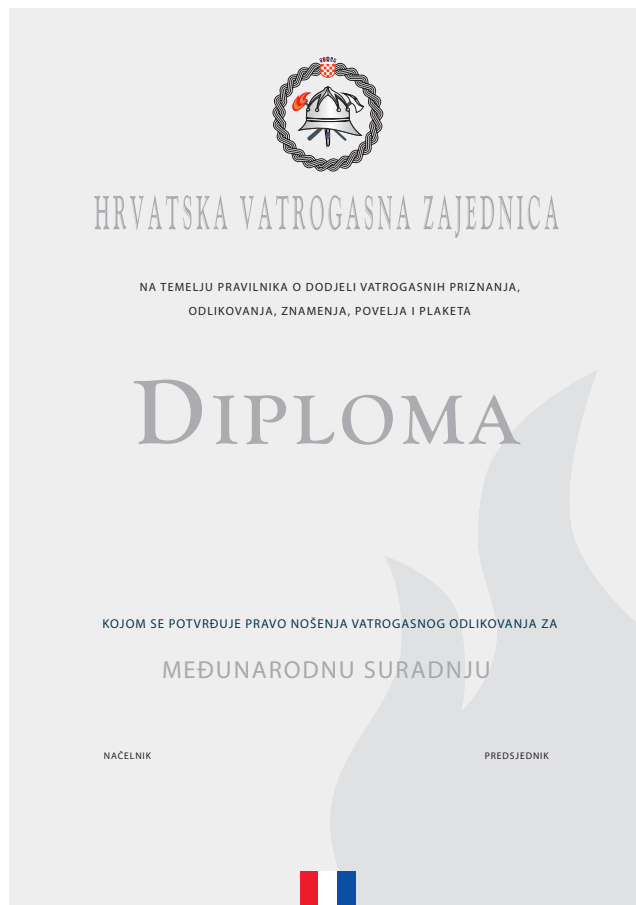 HRVATSKA VATROGASNA ZAJEDNICA
NA TEMELJU PRAVILNIKA O DODJELI VATROGASNIH PRIZNANJA,
ODLIKOVANJA, ZNAMENJA, POVELJA I PLAKETA
DIPLOMA
KOJOM SE POTVRĐUJE PRAVO NOŠENJA VATROGASNOG ODLIKOVANJA ZA
MEĐUNARODNU SURADNJU
NAČELNIK
PREDSJEDNIK